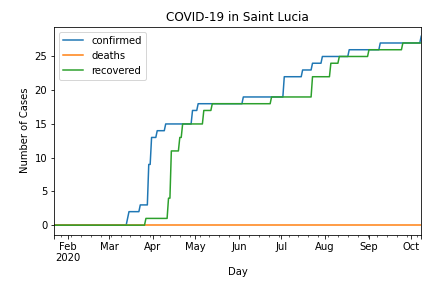 COVID-19 in Saint Lucia
confirmed
deaths
recovered
Number of Cases
25
20
15
10
5
0
Feb Mar Apr May Jun Jul Aug Sep Oct
2020
Day